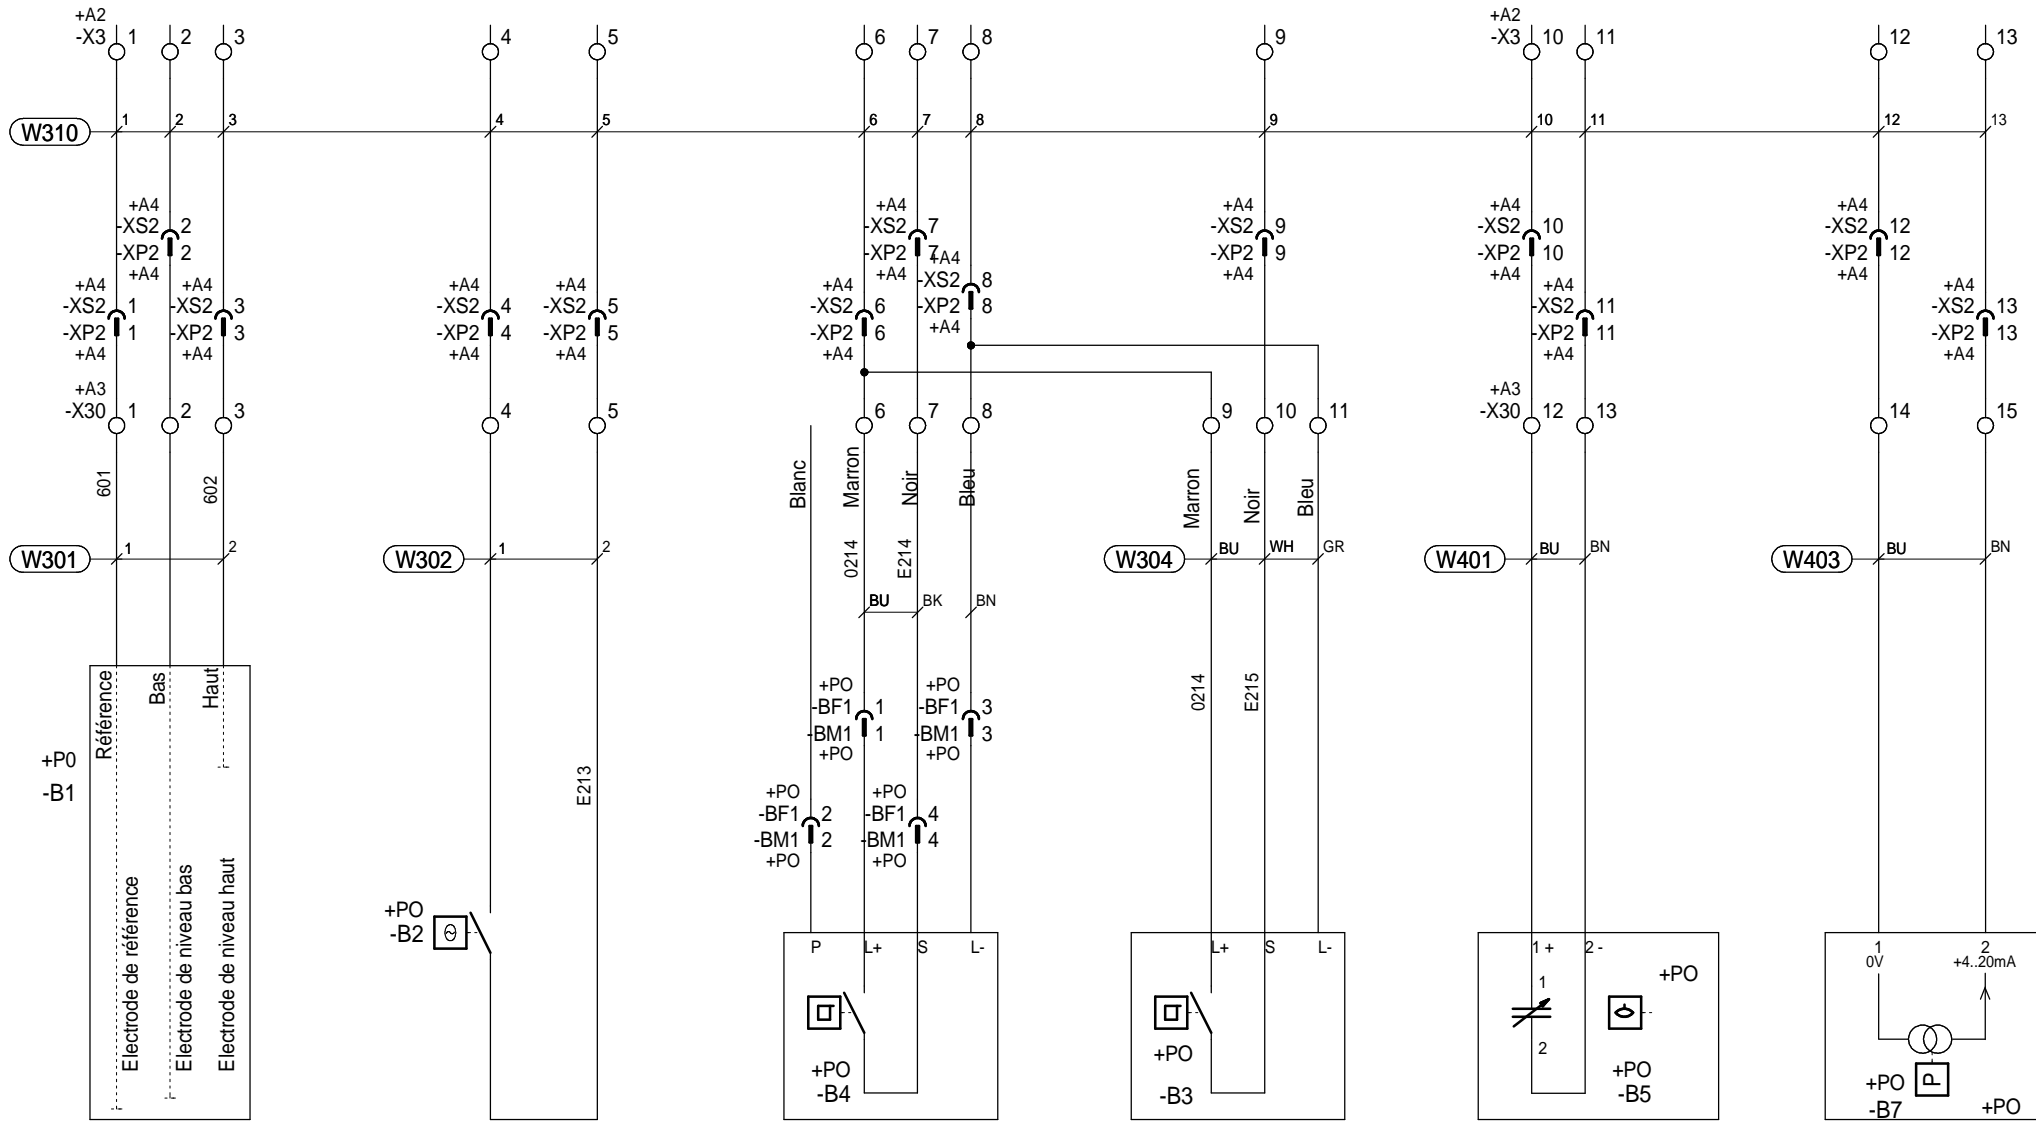 +A2
+A2
-X3 1 2 3 4 5 6 7 8 9 -X3 10 11 12 13
W310 1 2 3 4 5 6 7 8 9 10 11 12 13
+A4 +A4 +A4 +A4 +A4
-XS2 2 -XS2 7 -XS2 9 -XS2 10 -XS2 12
-XP2 2 -XP2 7 -XP2 9 -XP2 10 -XP2 12
+A4 +A4 +A4 +A4 +A4
+A4
-XS2 8
-XP2 8
+A4
+A4 +A4 +A4 +A4 +A4 +A4 +A4
-XS2 1 -XS2 3 -XS2 4 -XS2 5 -XS2 6 -XS2 11 -XS2 13
-XP2 1 -XP2 3 -XP2 4 -XP2 5 -XP2 6 -XP2 11 -XP2 13
+A4 +A4 +A4 +A4 +A4 +A4 +A4
+A3 +A3
-X30 1 2 3 4 5 6 7 8 9 10 11 -X30 12 13 14 15
601 602 Blanc Marron Noir Bleu Marron Noir Bleu
W301 1 2 W302 1 2 0214 E214 W304 BU WH GR W401 BU BN W403 BU BN
BU BK BN
Référence Bas Haut
0214 E215
+PO +PO
-BF1 1 -BF1 3
-BM1 1 -BM1 3
+PO +PO
+P0
-B1
E213
+PO +PO
-BF1 2 -BF1 4
-BM1 2 -BM1 4
+PO +PO
Electrode de référence
Electrode de niveau bas
Electrode de niveau haut
+PO
-B2
P L+ S L- L+ S L- 1 + 2 - 1 2
0V +4..20mA
+PO
1
2
+PO
-B4
+PO
-B3
+PO
-B5
P
+PO
-B7
+PO